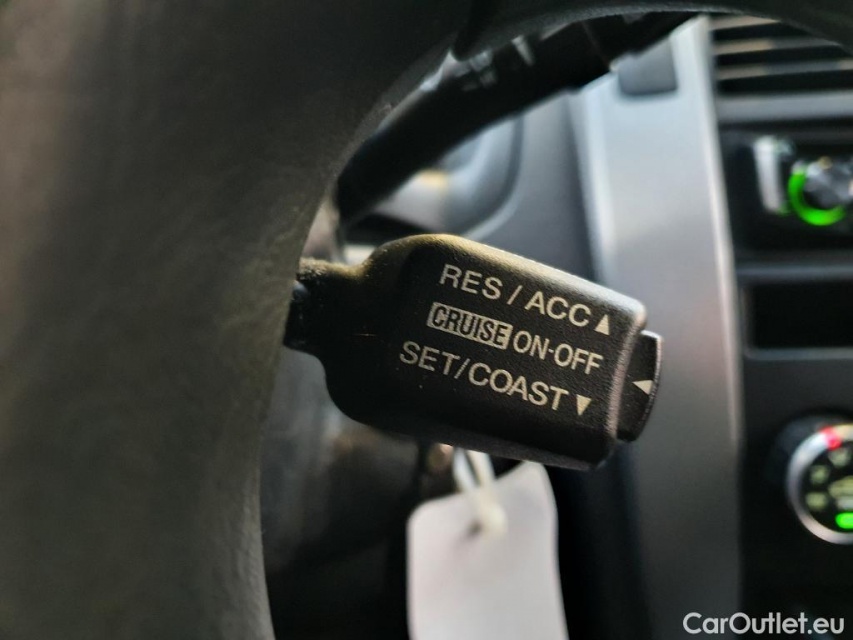 RES / ACC ▲
CRUISE ON-OFF
SET/COAST ▼
CarOutlet.eu